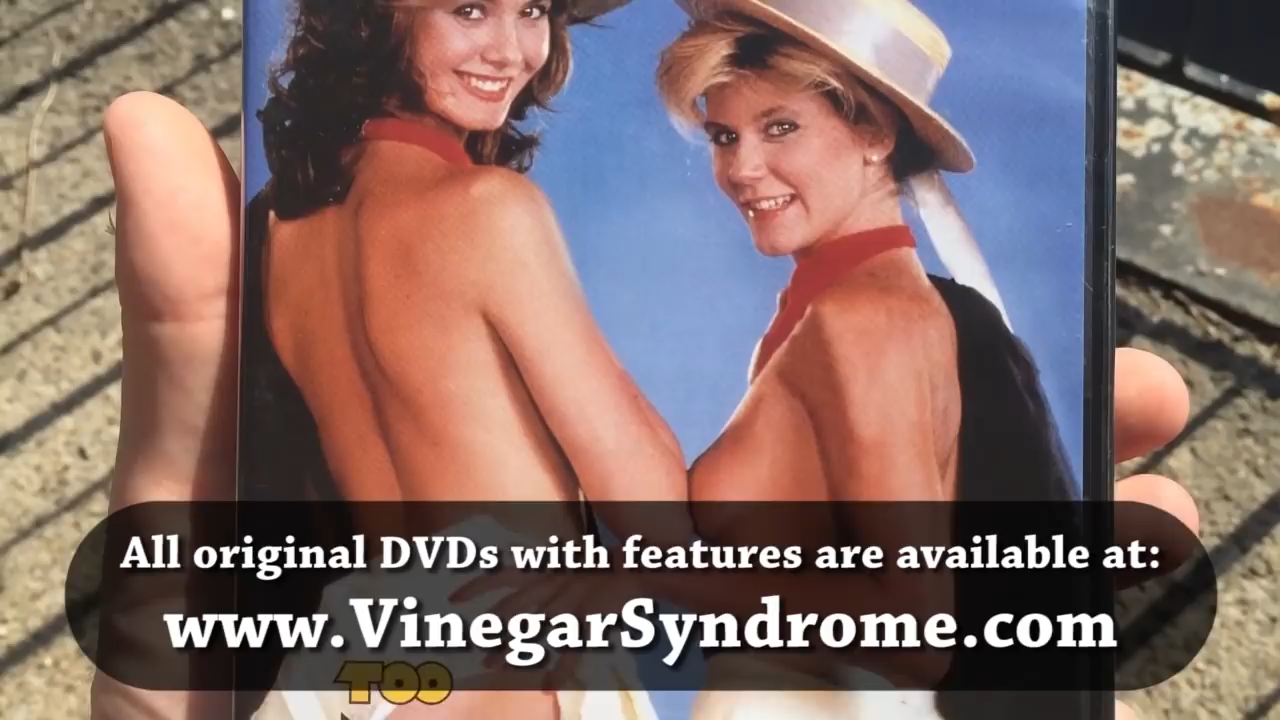 All original DVDs with features are available at:
www.VinegarSyndrome.com
TOO